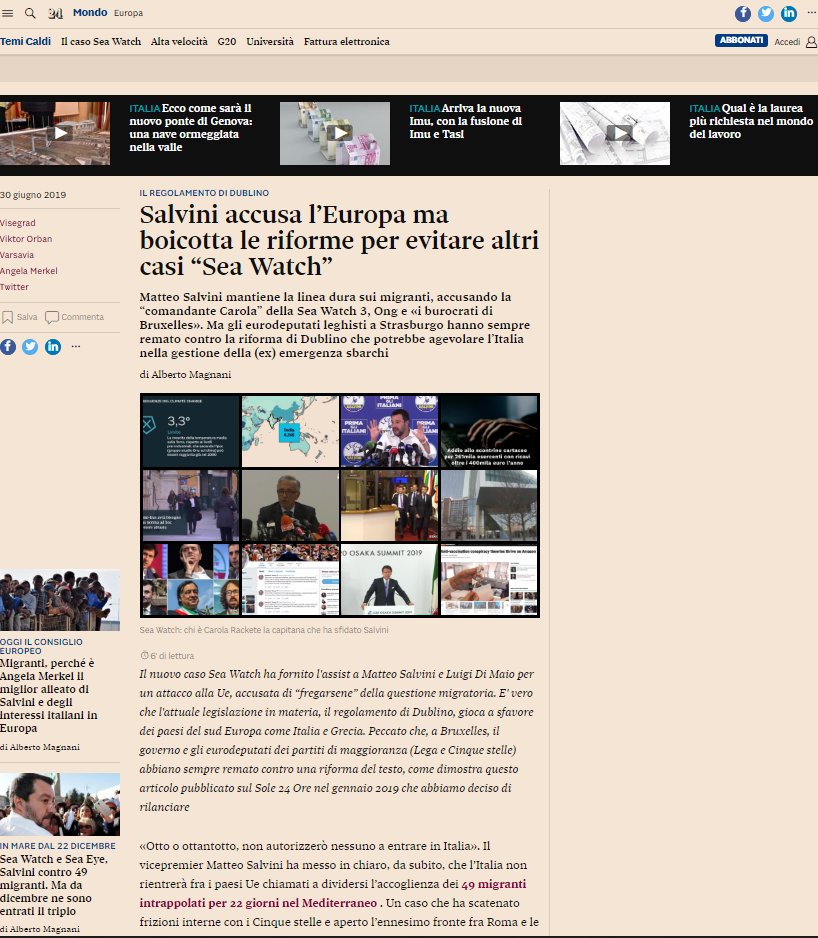 24 Mondo Europa
Temi Caldi Il caso Sea Watch Alta velocità G20 Università Fattura elettronica ABBONATI Accedi
ITALIA Ecco come sarà il
nuovo ponte di Genova:
una nave ormeggiata
nella valle
ITALIA Arriva la nuova
Imu, con la fusione di
Imu e Tasi
ITALIA Qual è la laurea
più richiesta nel mondo
del lavoro
30 giugno 2019
Visegrad
Viktor Orban
Varsavia
Angela Merkel
Twitter
Salva Commenta
IL REGOLAMENTO DI DUBLINO
Salvini accusa l’Europa ma
boicotta le riforme per evitare altri
casi “Sea Watch”
Matteo Salvini mantiene la linea dura sui migranti, accusando la
“comandante Carola” della Sea Watch 3, Ong e «i burocrati di
Bruxelles». Ma gli eurodeputati leghisti a Strasburgo hanno sempre
remato contro la riforma di Dublino che potrebbe agevolare l’Italia
nella gestione della (ex) emergenza sbarchi
di Alberto Magnani
3,3°
PRIMA GLI
ITALIANI
Addio allo scontrino cartaceo
per 261mila esercenti con ricavi
oltre i 400mila euro l'anno
OSAKA SUMMIT 2019
Sea Watch: chi è Carola Rackete la capitana che ha sfidato Salvini
6' di lettura
Il nuovo caso Sea Watch ha fornito l'assist a Matteo Salvini e Luigi Di Maio per
un attacco alla Ue, accusata di “fregarsene” della questione migratoria. E' vero
che l'attuale legislazione in materia, il regolamento di Dublino, gioca a sfavore
dei paesi del sud Europa come Italia e Grecia. Peccato che, a Bruxelles, il
governo e gli eurodeputati dei partiti di maggioranza (Lega e Cinque stelle)
abbiano sempre remato contro una riforma del testo, come dimostra questo
articolo pubblicato sul Sole 24 Ore nel gennaio 2019 che abbiamo deciso di
rilanciare
«Otto o ottantotto, non autorizzerò nessuno a entrare in Italia». Il
vicepremier Matteo Salvini ha messo in chiaro, da subito, che l’Italia non
rientrerà fra i paesi Ue chiamati a dividersi l’accoglienza dei 49 migranti
intrappolati per 22 giorni nel Mediterraneo . Un caso che ha scatenato
frizioni interne con i Cinque stelle e aperto l’ennesimo fronte fra Roma e le
OGGI IL CONSIGLIO
EUROPEO
Migranti, perché è
Angela Merkel il
miglior alleato di
Salvini e degli
interessi italiani in
Europa
di Alberto Magnani
IN MARE DAL 22 DICEMBRE
Sea Watch e Sea Eye,
Salvini contro 49
migranti. Ma da
dicembre ne sono
entrati il triplo
di Alberto Magnani